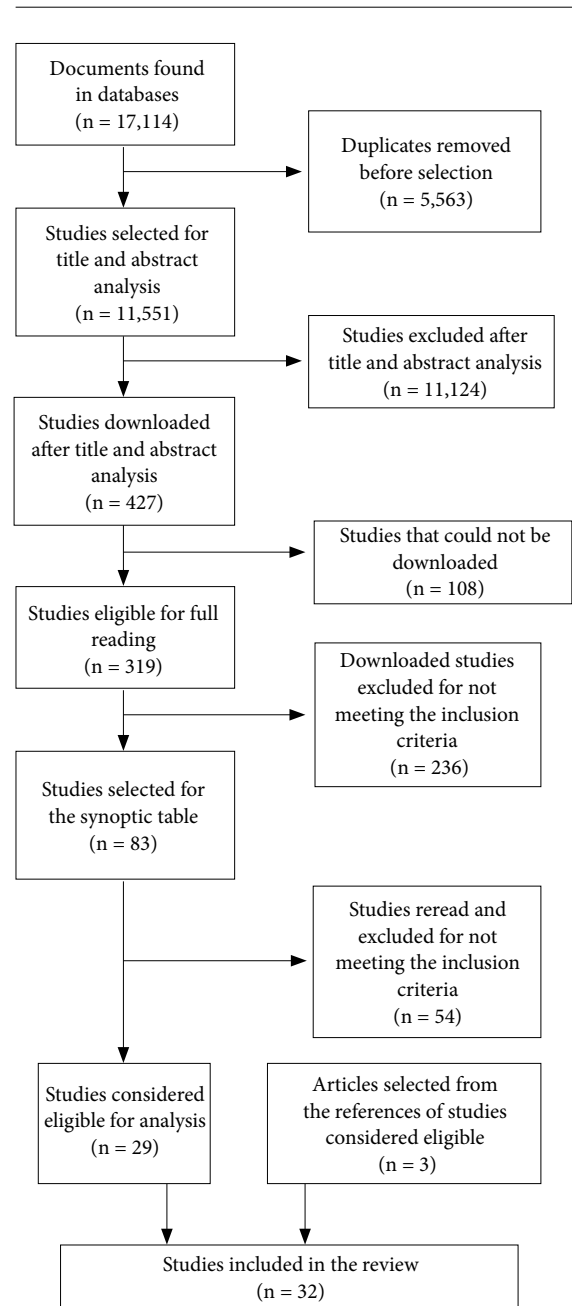 Documents found
in databases
(n = 17,114)
Duplicates removed
before selection
(n = 5,563)
Studies selected for
title and abstract
analysis
(n = 11,551)
Studies excluded after
title and abstract analysis
(n = 11,124)
Studies downloaded
after title and abstract
analysis
(n = 427)
Studies that could not be
downloaded
(n = 108)
Studies eligible for full
reading
(n = 319)
Downloaded studies
excluded for not
meeting the inclusion
criteria
(n = 236)
Studies selected for
the synoptic table
(n = 83)
Studies reread and
excluded for not
meeting the inclusion
criteria
(n = 54)
Studies considered
eligible for analysis
(n = 29)
Articles selected from
the references of studies
considered eligible
(n = 3)
Studies included in the review
(n = 32)